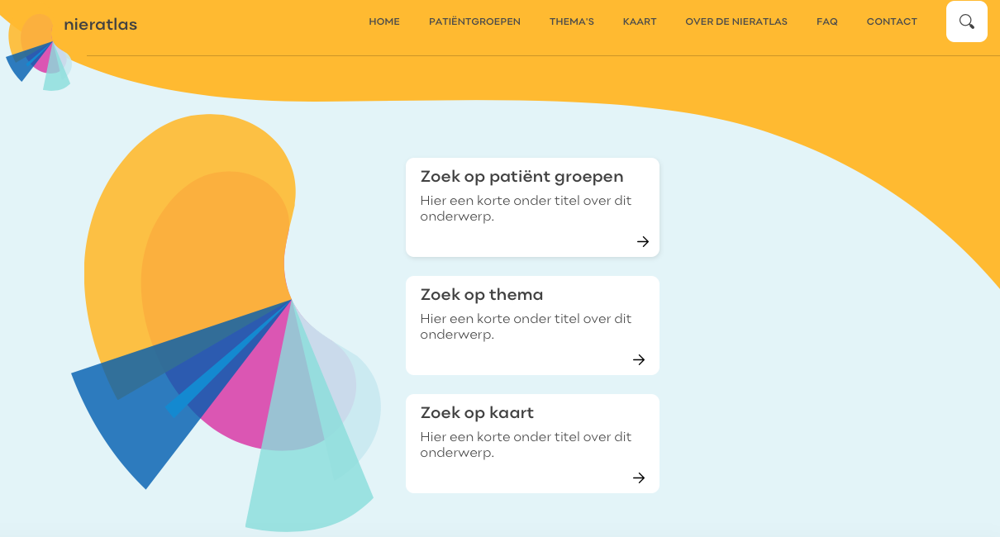 nieratlas
HOME PATIËNTGROEPEN THEMA'S KAART OVER DE NIERATLAS FAQ CONTACT
Zoek op patiënt groepen
Hier een korte onder titel over dit
onderwerp.
Zoek op thema
Hier een korte onder titel over dit
onderwerp.
Zoek op kaart
Hier een korte onder titel over dit
onderwerp.